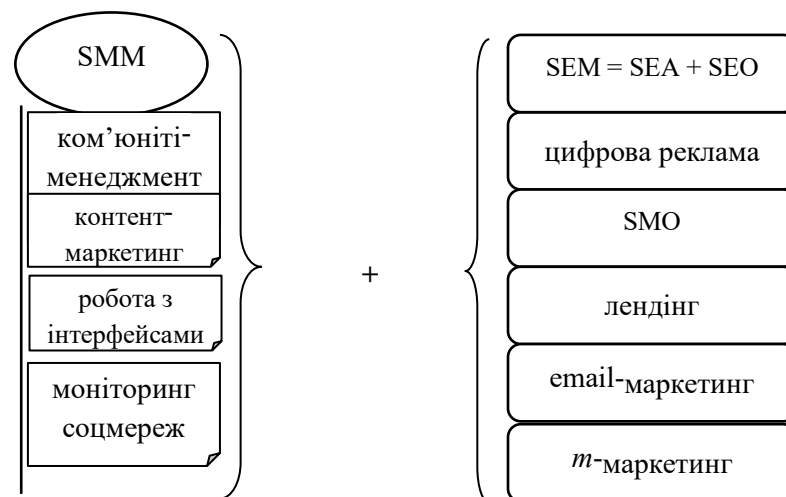 SMM
ком’юніті-
менеджмент
контент-
маркетинг
робота з
інтерфейсами
моніторинг
соцмереж
+
SEM = SEA + SEO
цифрова реклама
SMO
лендінг
email-маркетинг
m-маркетинг